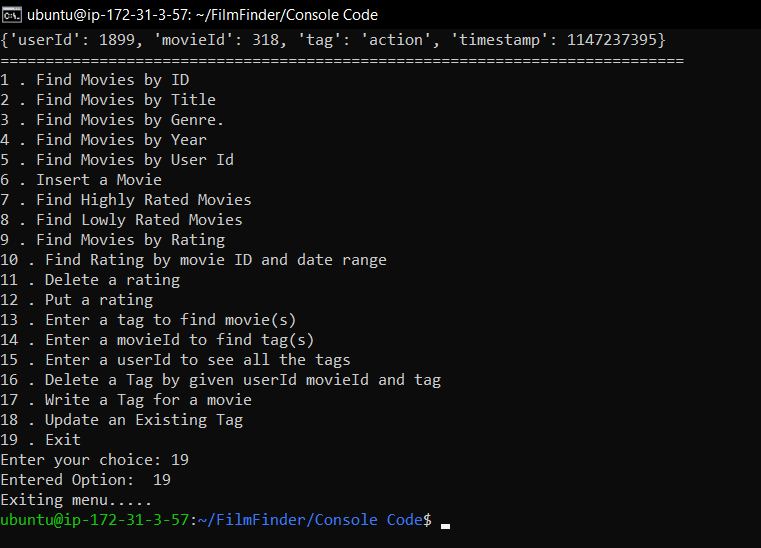 ubuntu@ip-172-31-3-57: ~/FilmFinder/Console Code
{'userId': 1899, 'movieId': 318, 'tag': 'action', 'timestamp': 1147237395}
============================================================================
1 . Find Movies by ID
2 . Find Movies by Title
3 . Find Movies by Genre.
4 . Find Movies by Year
5 . Find Movies by User Id
6 . Insert a Movie
7 . Find Highly Rated Movies
8 . Find Lowly Rated Movies
9 . Find Movies by Rating
10 . Find Rating by movie ID and date range
11 . Delete a rating
12 . Put a rating
13 . Enter a tag to find movie(s)
14 . Enter a movieId to find tag(s)
15 . Enter a userId to see all the tags
16 . Delete a Tag by given userId movieId and tag
17 . Write a Tag for a movie
18 . Update an Existing Tag
19 . Exit
Enter your choice: 19
Entered Option:  19
Exiting menu.....
ubuntu@ip-172-31-3-57:~/FilmFinder/Console Code$